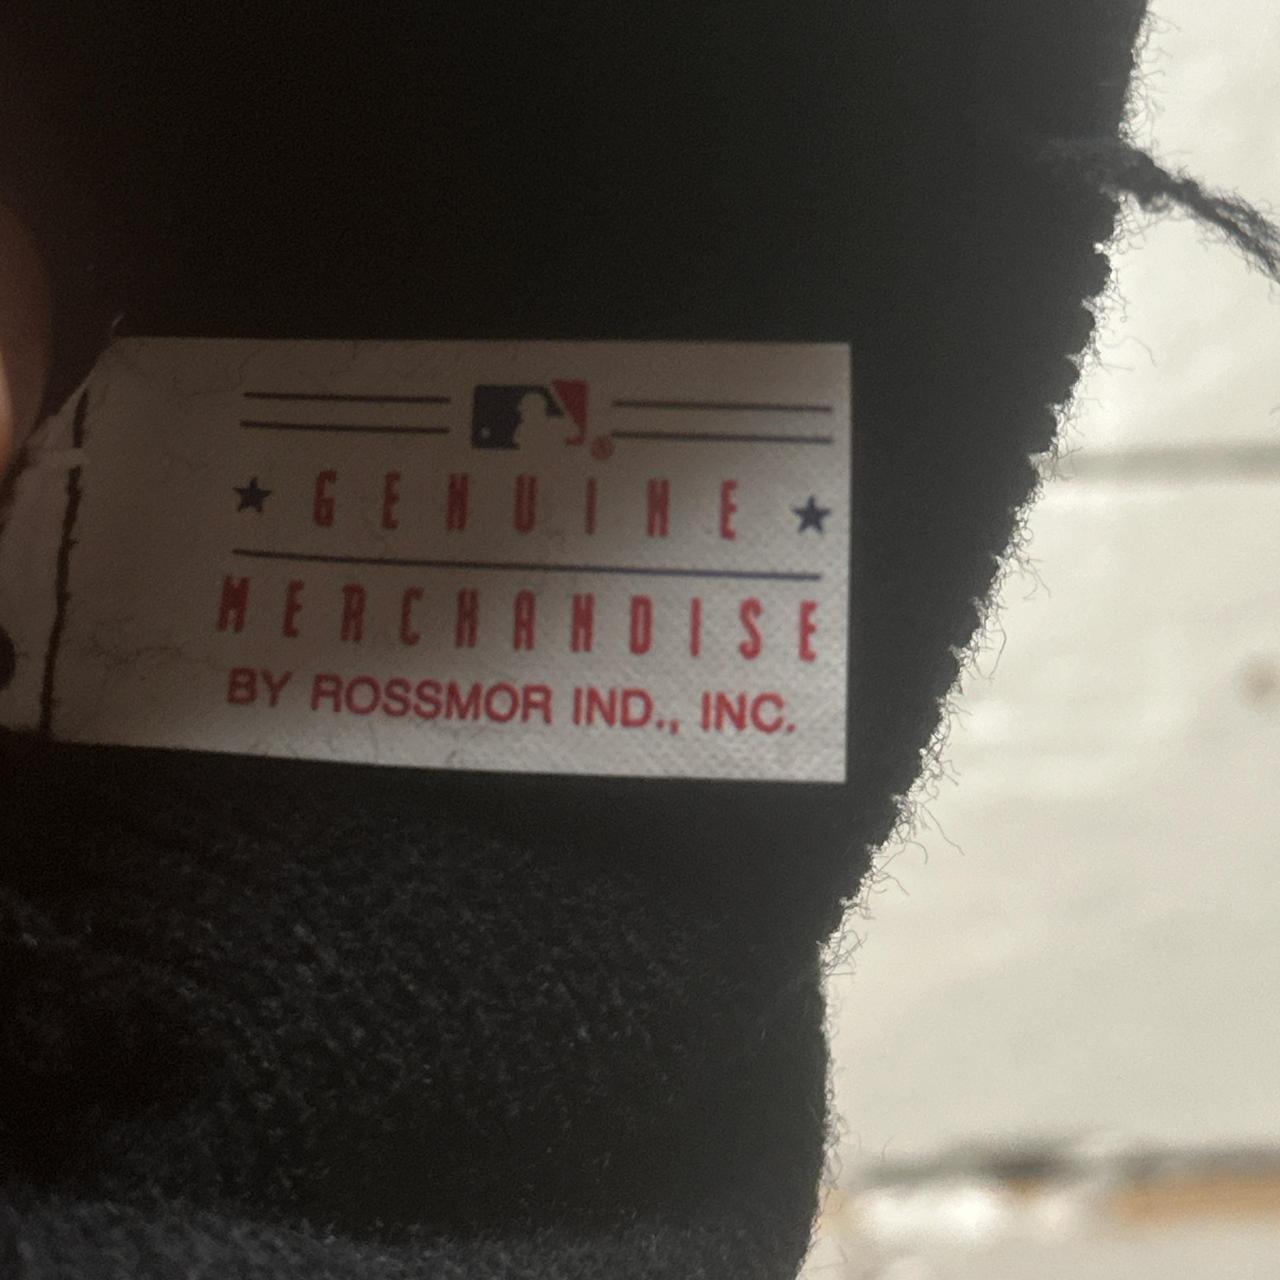 ®
GENUINE
MERCHANDISE
BY ROSSMOR IND., INC.